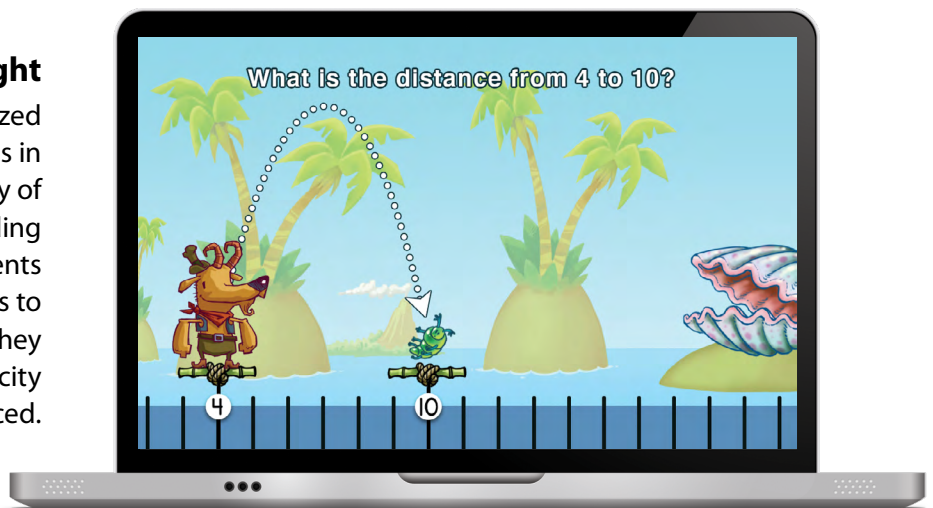 ght
zed
s in
y of
ling
ents
s to
hey
city
ced.
What is the distance from 4 to 10?
4
10